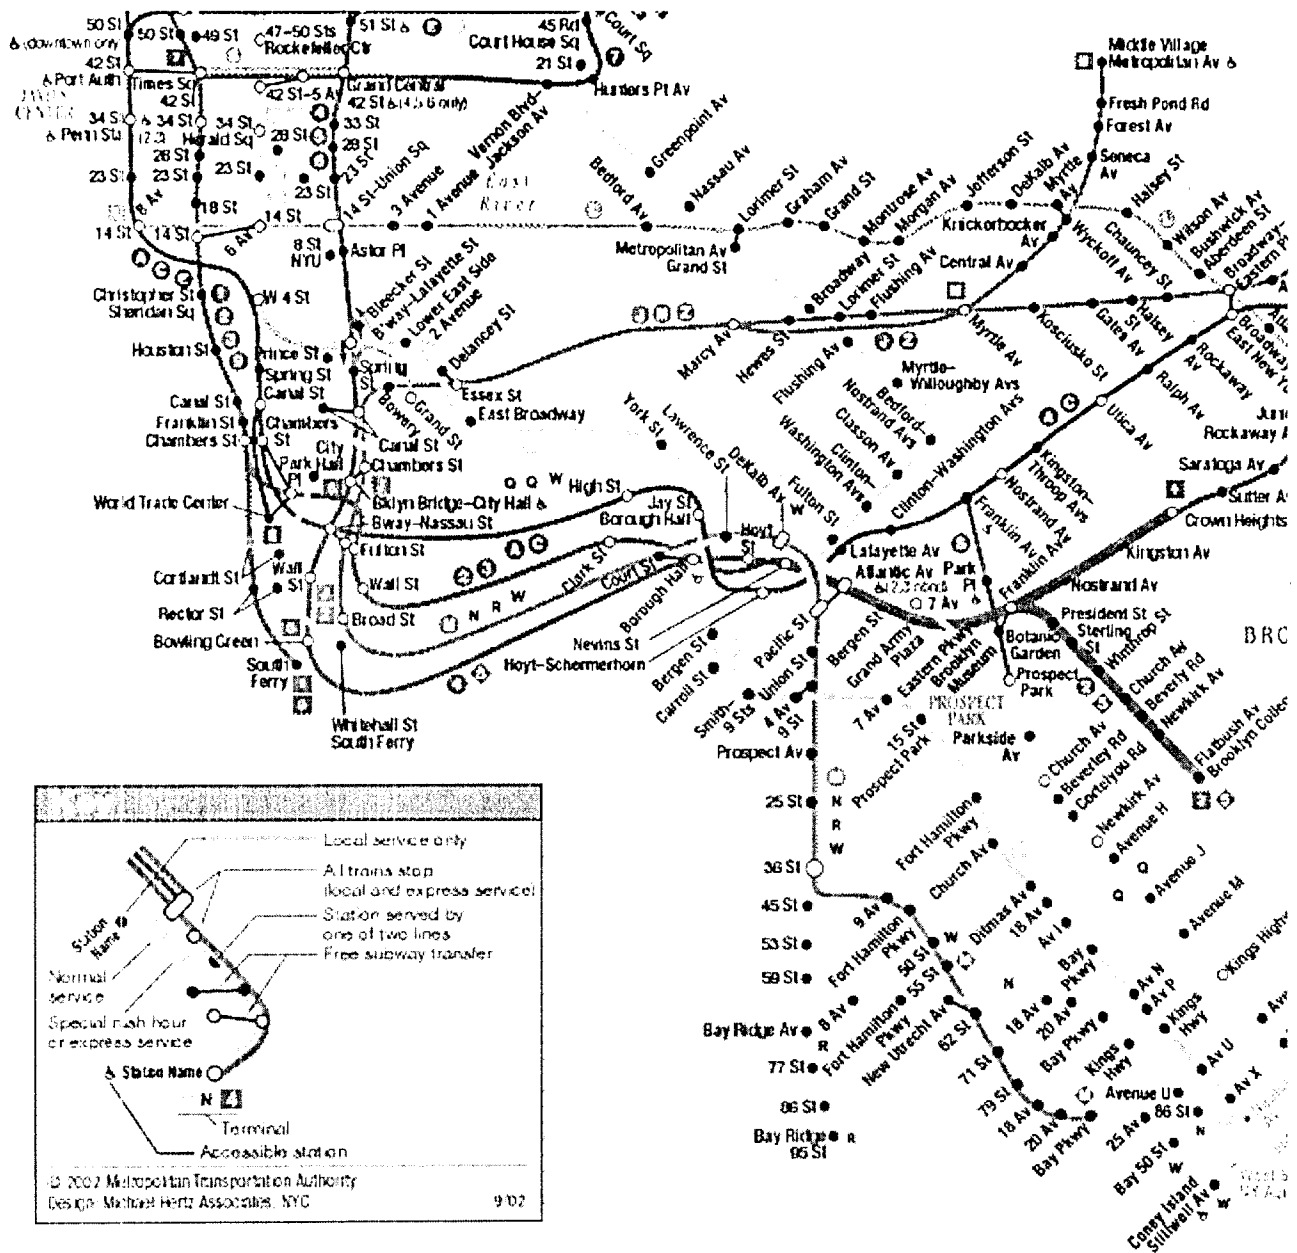 50 St
(downtown only
50 St
49 St
47-50 Sts
Rockefeller Ctr
51 St
45 Rd
Court House Sq
Court Sq
21 St
7
Hunters Pt Av
42 St
Port Auth
Times Sq
42 St
42 St-5 Av
Grand Central
42 St (4,5,6 only)
Vernon Blvd-
Jackson Av
34 St
Penn Sta
34 St
(2,3)
34 St
Herald Sq
28 St
28 St
33 St
28 St
23 St
23 St
23 St
23 St
23 St
18 St
14 St
8 Av
14 St
6 Av
14 St
14 St-Union Sq
3 Avenue
1 Avenue
East
River
8 St
NYU
Astor Pl
Bedford Av
Greenpoint Av
Nassau Av
Metropolitan Av
Grand St
Lorimer St
Graham Av
Grand St
Montrose Av
Morgan Av
Jefferson St
DeKalb Av
Myrtle
Av
Knickerbocker
Av
Central Av
Wyckoff Av
Halsey St
Wilson Av
Bushwick Av
Aberdeen St
Broadway-
Middle Village
Metropolitan Av
Fresh Pond Rd
Forest Av
Seneca
Av
Christopher St
Sheridan Sq
W 4 St
Bleecker St
B'way-Lafayette St
Lower East Side
2 Avenue
Delancey St
Essex St
East Broadway
Houston St
Prince St
Spring St
Spring
St
Bowery
Grand St
Canal St
Canal St
Canal St
Franklin St
Chambers St
Chambers
St
City
Hall
Park
Pl
Chambers St
Bklyn Bridge-City Hall
Bway-Nassau St
Fulton St
World Trade Center
Cortlandt St
Rector St
Wall
St
Wall St
Broad St
Bowling Green
South
Ferry
Whitehall St
South Ferry
Marcy Av
Hewes St
Broadway
Lorimer St
Flushing Av
Myrtle Av
Kosciusko St
Gates Av
Halsey
St
Chauncey St
Flushing Av
Myrtle-
Willoughby Avs
Bedford-
Nostrand Avs
Classon Av
Clinton-
Washington Avs
Fulton St
Clinton-Washington Avs
Lafayette Av
York St
Lawrence St
DeKalb Av
High St
Jay St
Borough Hall
Hoyt
St
Clark St
Court St
Borough Hall
Nevins St
Hoyt-Schermerhorn
Q Q W
N R W
Atlantic Av
Pacific St
Bergen St
Grand Army
Plaza
7 Av
Eastern Pkwy
Brooklyn
Museum
Park
Pl
Franklin Av
Franklin Avs
Botanic
Garden
Prospect
Park
Kingston-
Throop Avs
Nostrand Av
Utica Av
Ralph Av
Rockaway
Av
Rockaway A
Saratoga Av
Sutter A
Crown Heights
Kingston Av
Nostrand Av
President St
Sterling
St
Winthrop St
Church Av
Beverly Rd
Newkirk Av
Flatbush Av
Brooklyn Colleg
BRO
PROSPECT
PARK
Parkside
Av
Church Av
Beverley Rd
Cortelyou Rd
Newkirk Av
Avenue H
Avenue J
Avenue M
Kings High
Bergen St
Carroll St
Smith-
9 Sts
Union St
4 Av
9 St
7 Av
15 St
Prospect Park
Prospect Av
25 St
N
R
W
36 St
45 St
53 St
59 St
Fort Hamilton
Pkwy
Church Av
Ditmas Av
18 Av
Av I
Bay
Pkwy
Av N
Av P
Kings
Hwy
Av U
Av X
9 Av
Fort Hamilton
Pkwy
50 St
55 St
W
8 Av
Fort Hamilton
Pkwy
New Utrecht Av
N
18 Av
20 Av
Bay Pkwy
Kings
Hwy
Avenue U
86 St
N
62 St
71 St
79 St
18 Av
20 Av
Bay Pkwy
25 Av
Bay 50 St
W
Coney Island
Stillwell Av
W
Bay Ridge Av
R
77 St
86 St
Bay Ridge
95 St
R
Local service only
All trains stop
(local and express service)
Station served by
one of two lines
Free subway transfer
Station
Name
Normal
service
Special rush hour
or express service
Station Name
N 4
Terminal
Accessible station
© 2002 Metropolitan Transportation Authority
Design: Michael Hertz Associates, NYC
9/02